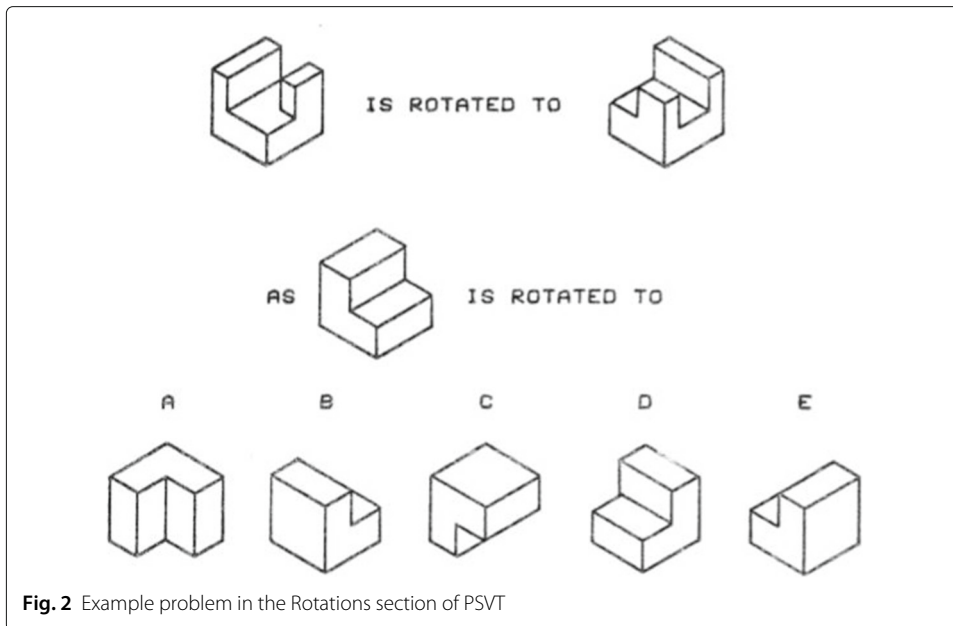 IS ROTATED TO
AS IS ROTATED TO
A B C D E
Fig. 2 Example problem in the Rotations section of PSVT